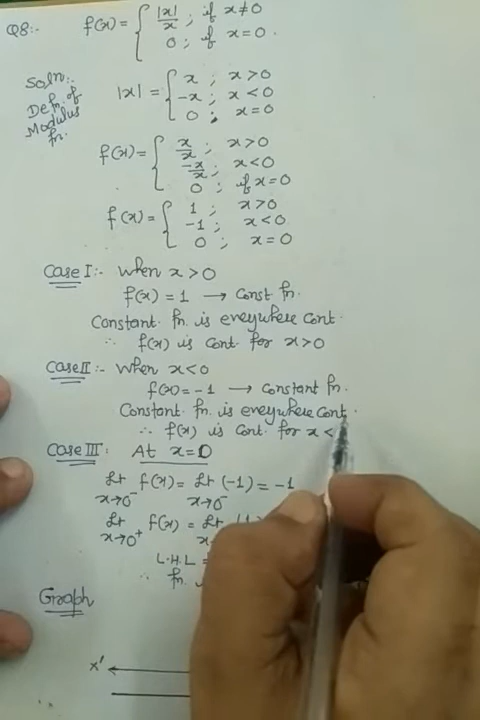 Q8:- f(x) = { |x|/x ; if x≠0
0 ; if x=0.
Soln:-
Defn. of Modulus fn.
|x| = { x ; x>0
-x ; x<0
0 ; x=0
f(x) = { x/x ; x>0
-x/x ; x<0
0 ; if x=0
f(x) = { 1 ; x>0
-1 ; x<0
0 ; x=0
Case I :- When x>0
f(x) = 1 → Const fn.
Constant fn. is everywhere cont.
∴ f(x) is cont for x>0
Case II :- When x<0
f(x) = -1 → Constant fn.
Constant fn. is everywhere cont.
∴ f(x) is cont for x<
Case III : At x=0
Lt x→0⁻ f(x) = Lt x→0⁻ (-1) = -1
Lt x→0⁺ f(x) = Lt
L.H.L =
∴ fn.
Graph
x'